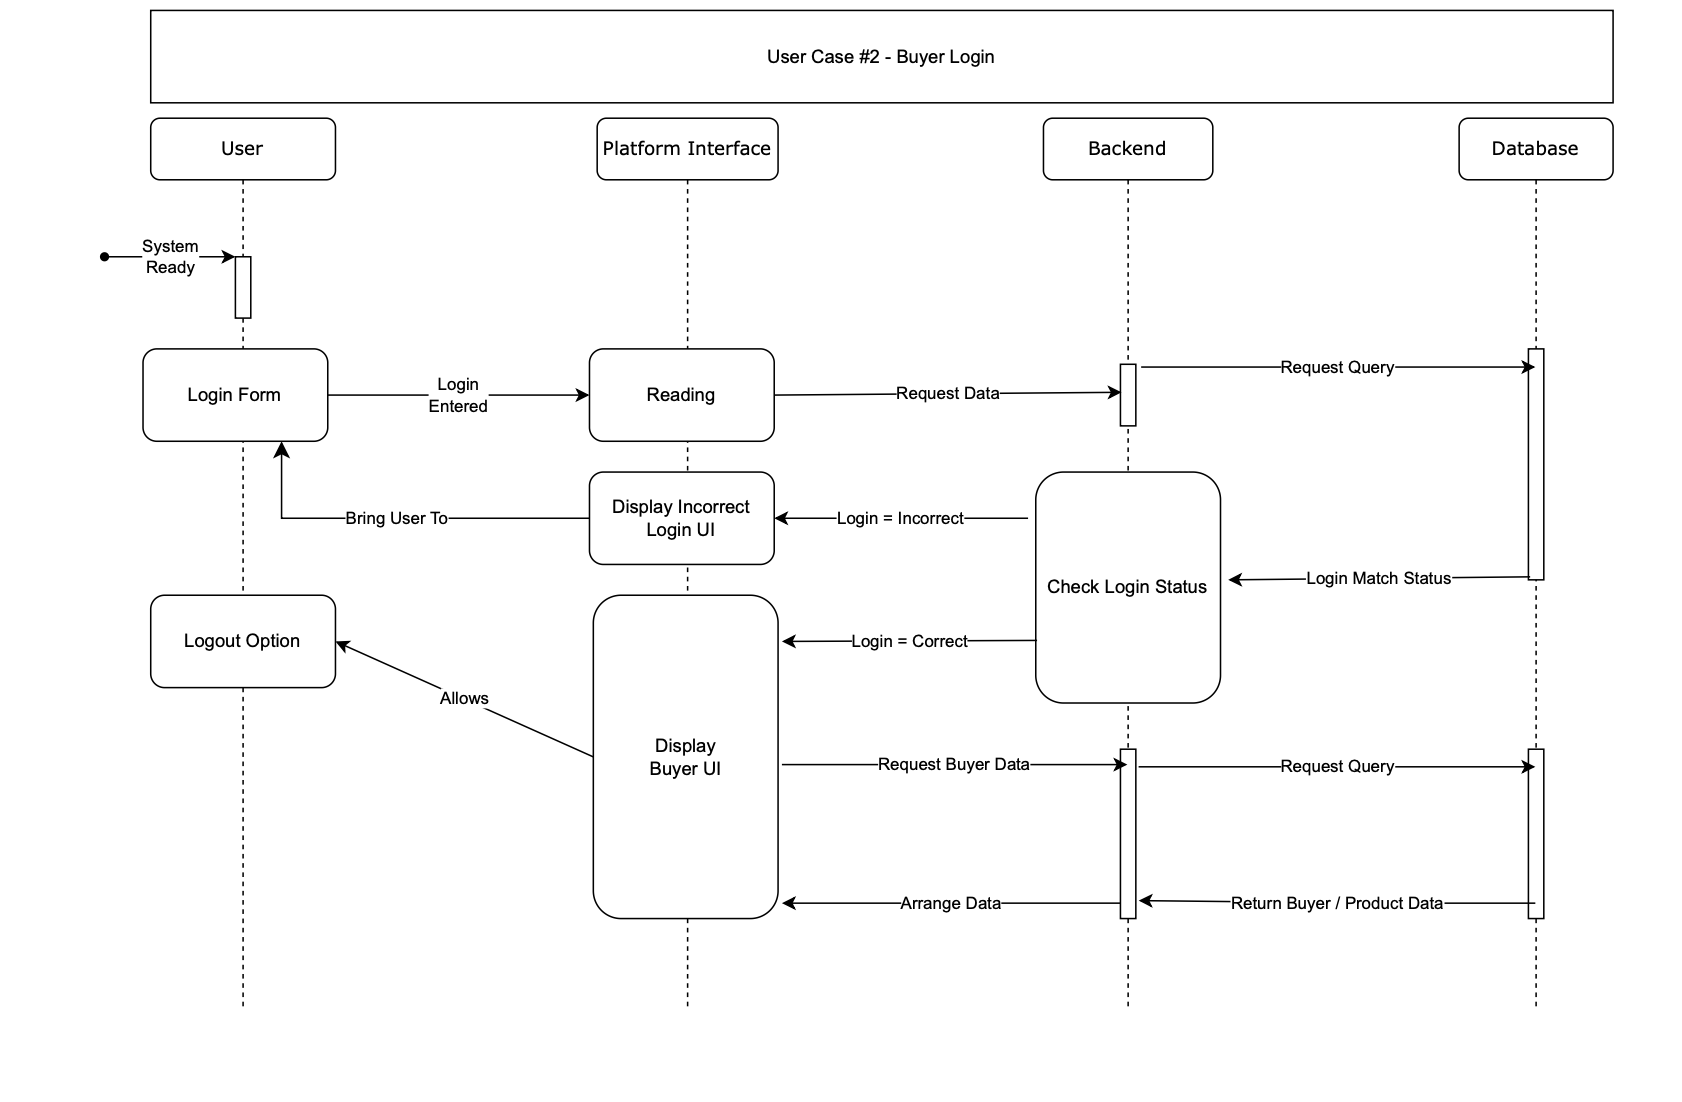 User Case #2 - Buyer Login
User
Platform Interface
Backend
Database
System
Ready
Login Form
Login
Entered
Reading
Request Data
Request Query
Bring User To
Display Incorrect
Login UI
Login = Incorrect
Check Login Status
Login Match Status
Logout Option
Allows
Login = Correct
Display
Buyer UI
Request Buyer Data
Request Query
Arrange Data
Return Buyer / Product Data